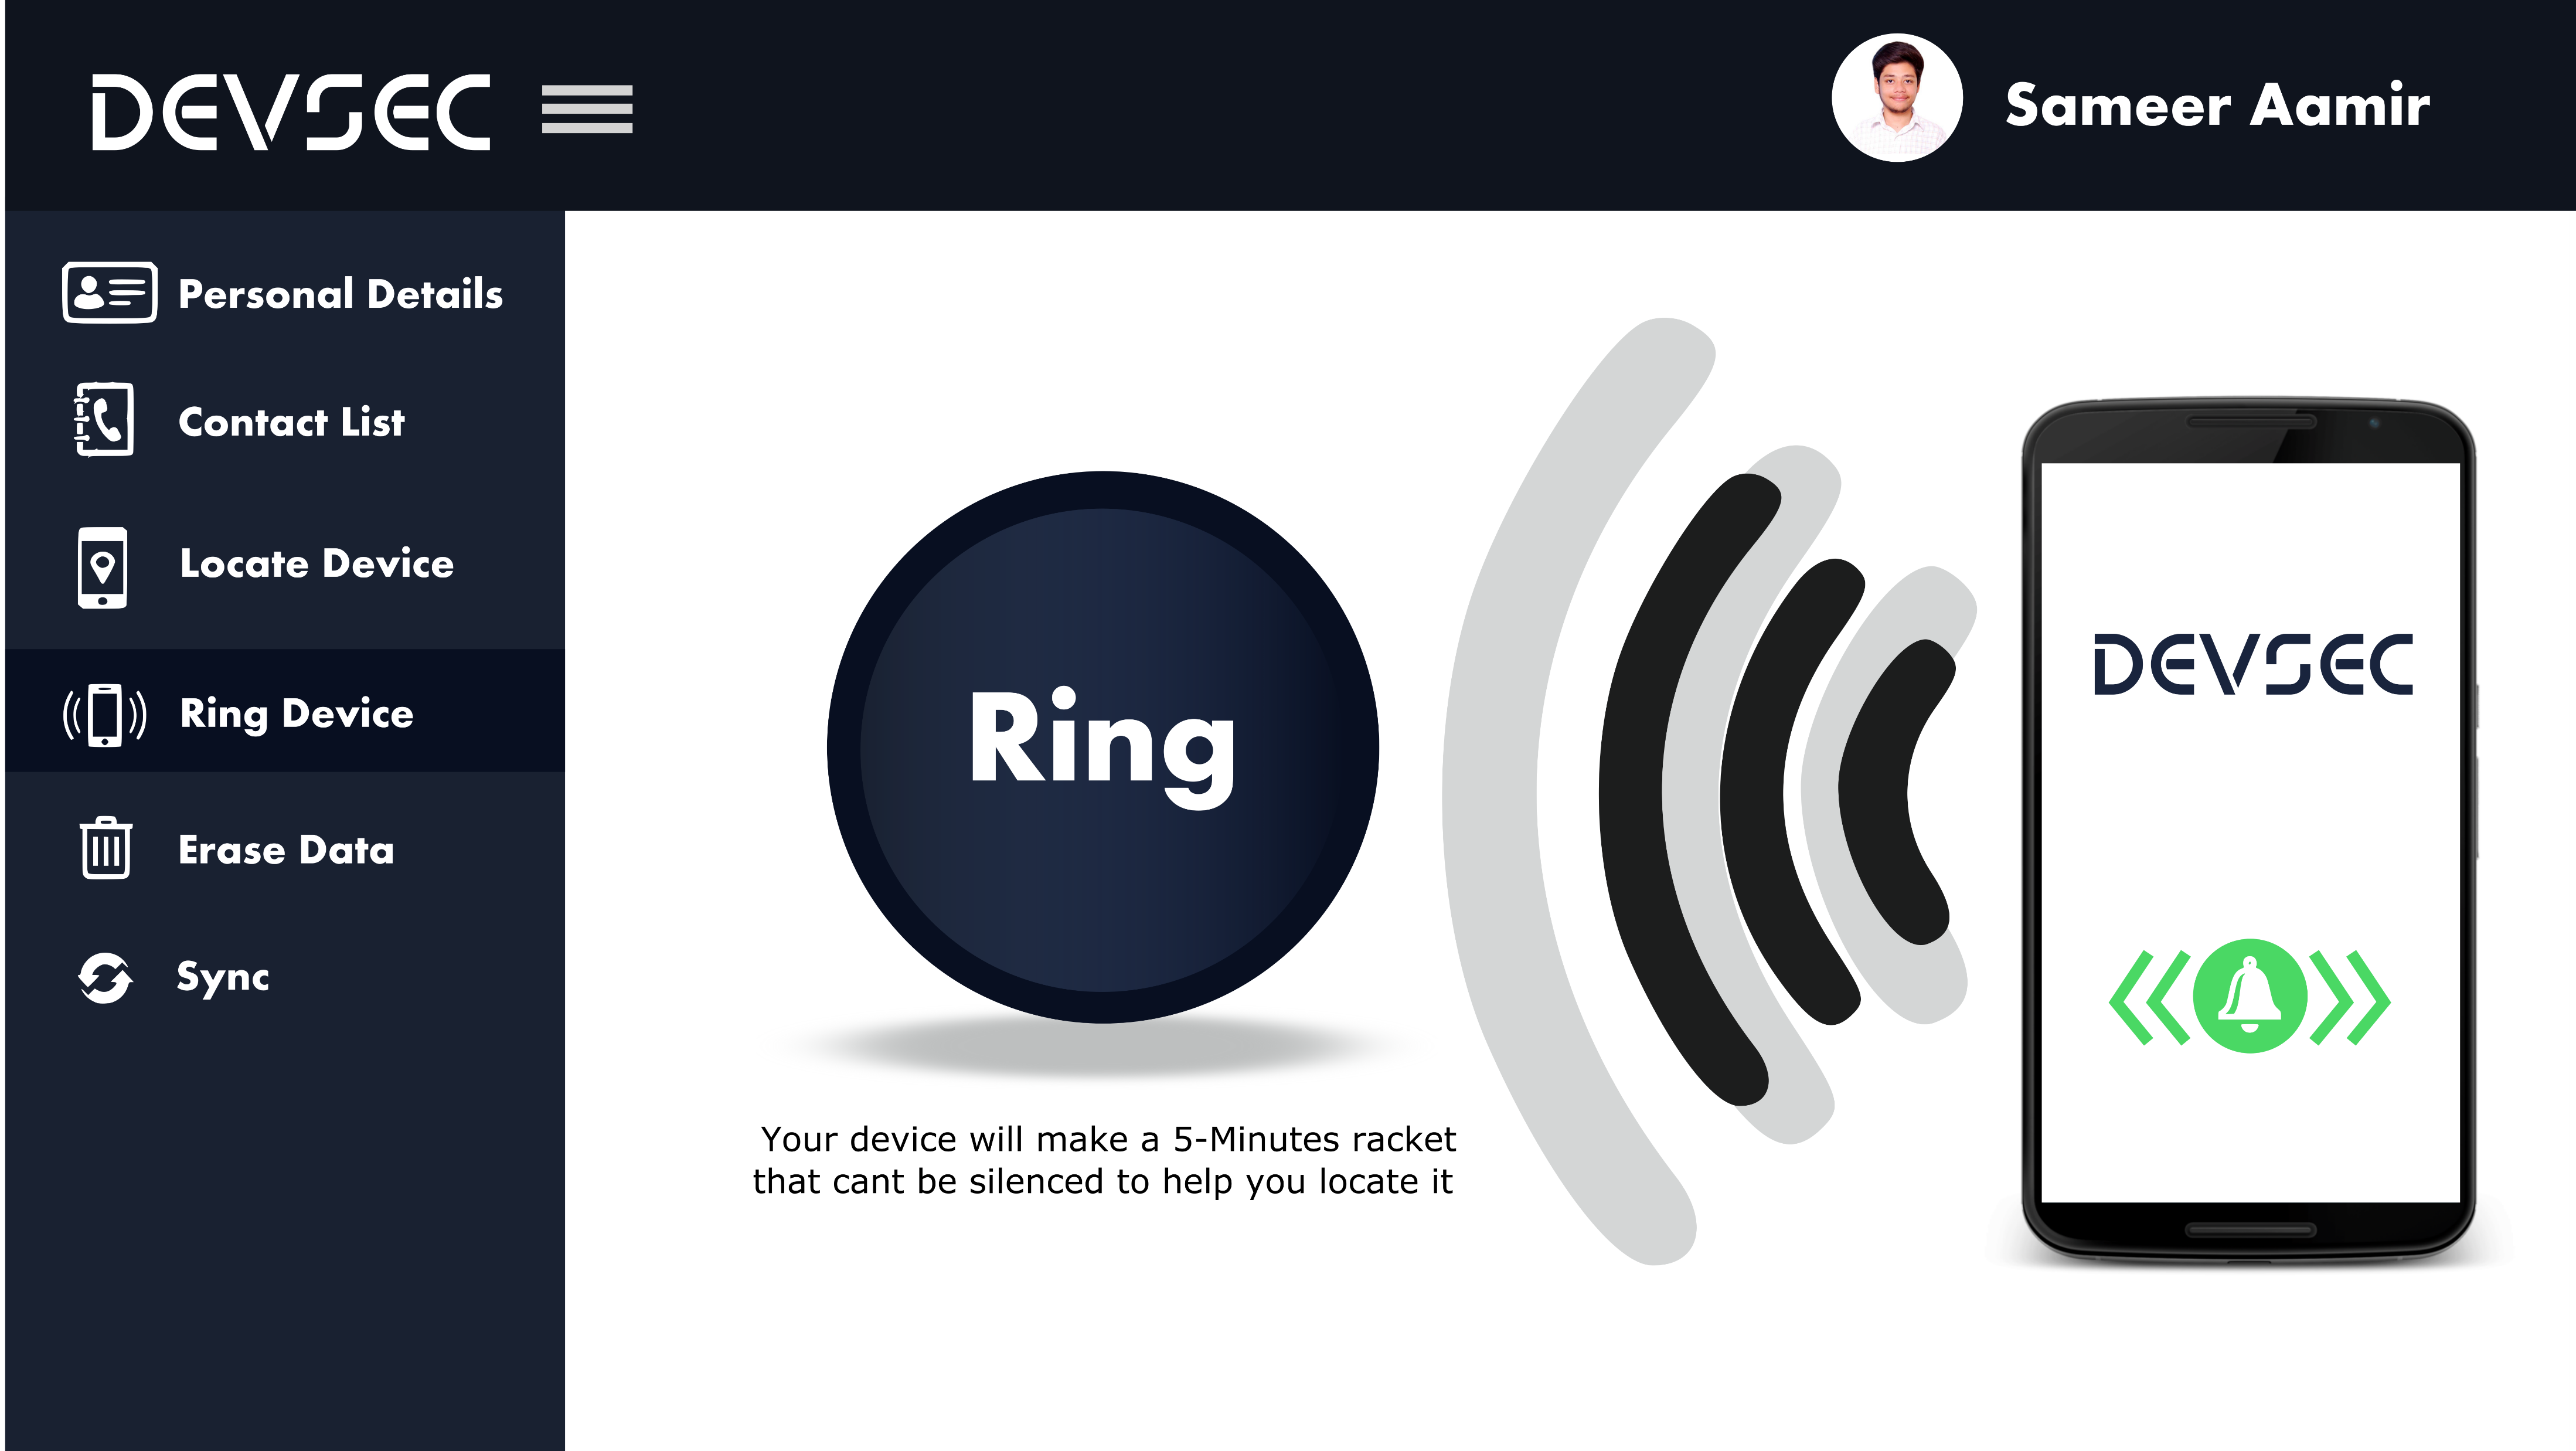 DEVSEC
Sameer Aamir
Personal Details
Contact List
Locate Device
Ring Device
Erase Data
Sync
Ring
Your device will make a 5-Minutes racket
that cant be silenced to help you locate it
DEVSEC